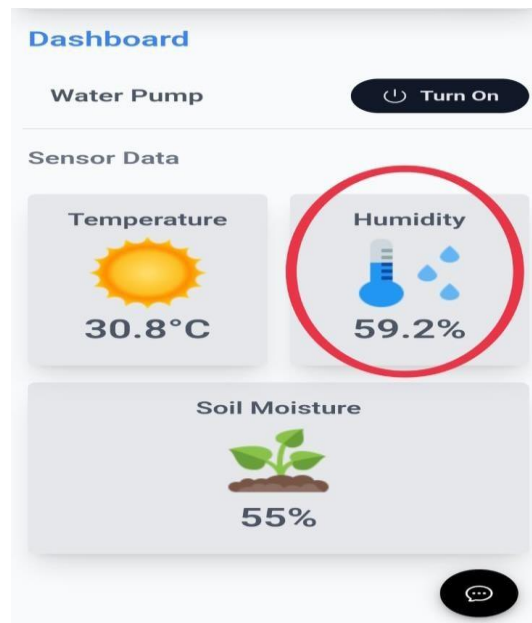 Dashboard
Water Pump
Turn On
Sensor Data
Temperature
30.8°C
Humidity
59.2%
Soil Moisture
55%